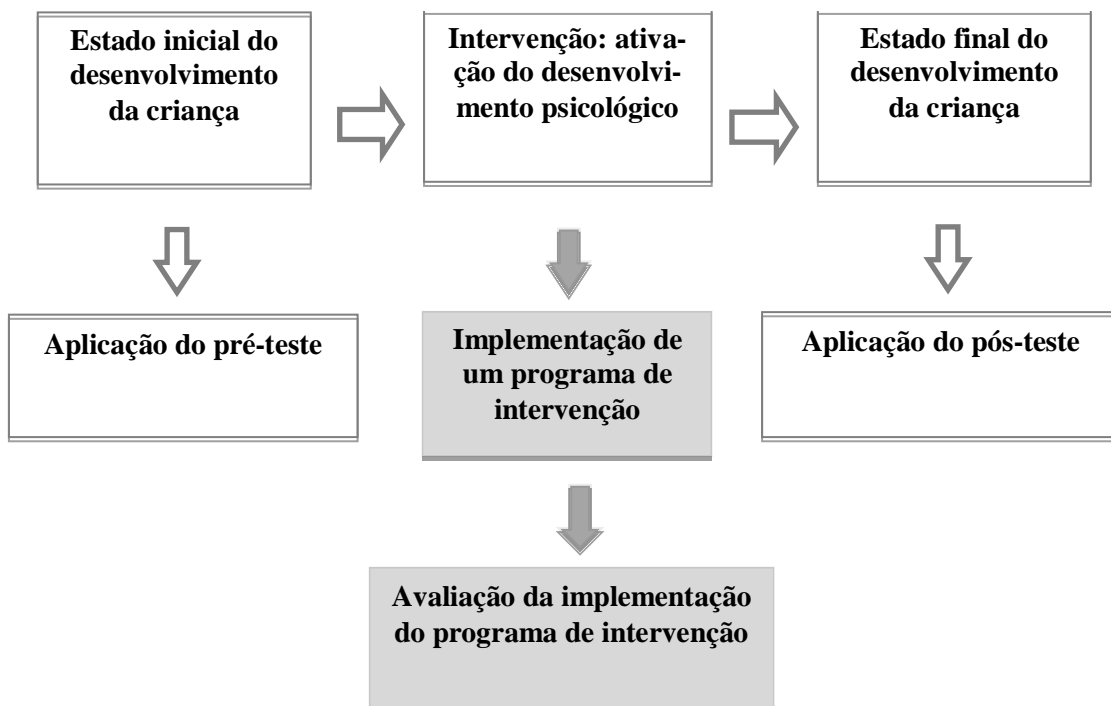 Estado inicial do
desenvolvimento
da criança
Intervenção: ativa-
ção do desenvolvi-
mento psicológico
Estado final do
desenvolvimento
da criança
Aplicação do pré-teste
Implementação de
um programa de
intervenção
Aplicação do pós-teste
Avaliação da implementação
do programa de intervenção